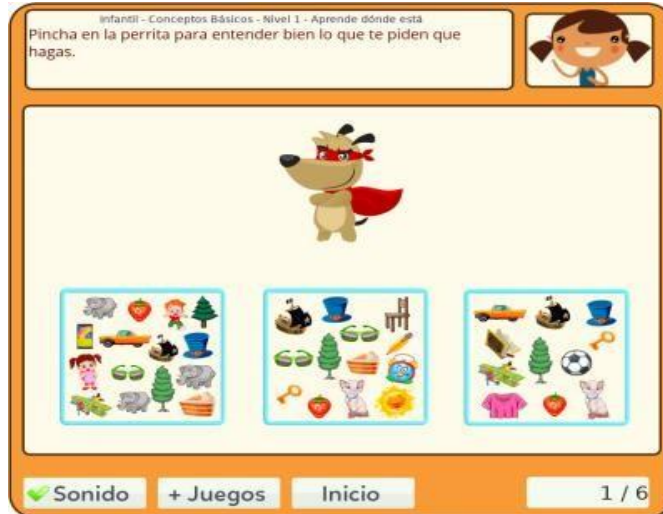 Infantil - Conceptos Básicos - Nivel 1 - Aprende dónde está
Pincha en la perrita para entender bien lo que te piden que
hagas.
Sonido
+ Juegos
Inicio
1 / 6